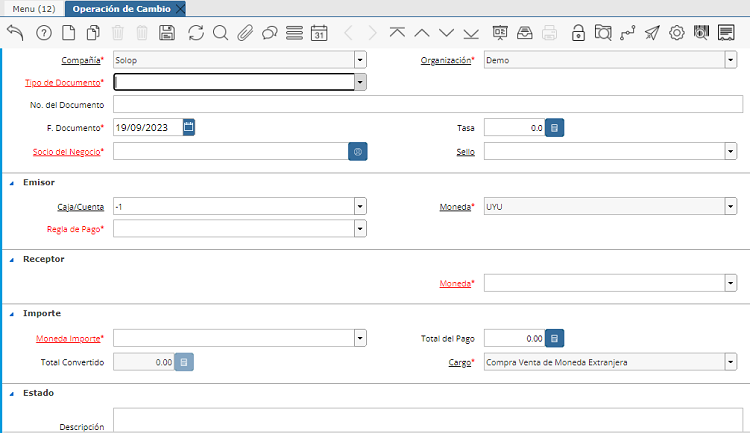 Menu (12) Operación de Cambio
31
Compañía* Solop Organización* Demo
Tipo de Documento*
No. del Documento
F. Documento* 19/09/2023 Tasa 0.0
Socio del Negocio* Sello
Emisor
Caja/Cuenta -1 Moneda* UYU
Regla de Pago*
Receptor
Moneda*
Importe
Moneda Importe* Total del Pago 0.00
Total Convertido 0.00 Cargo* Compra Venta de Moneda Extranjera
Estado
Descripción